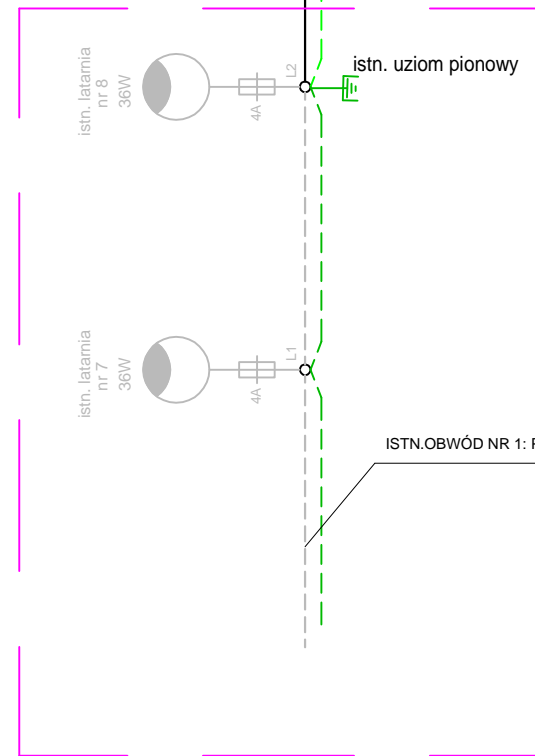 istn. latarnia
nr 8
36W
4A
L2
istn. uziom pionowy
istn. latarnia
nr 7
36W
4A
L1
ISTN.OBWÓD NR 1: